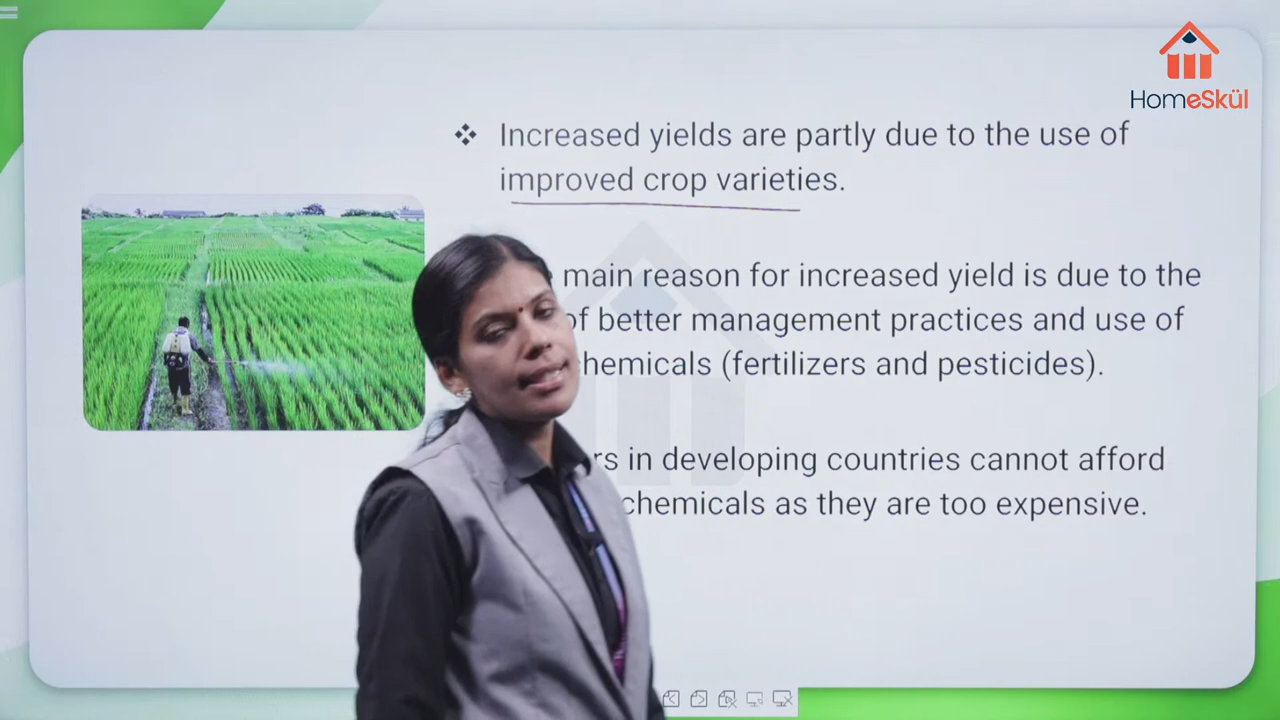 HomeSkül
Increased yields are partly due to the use of
improved crop varieties.
main reason for increased yield is due to the
of better management practices and use of
chemicals (fertilizers and pesticides).
in developing countries cannot afford
chemicals as they are too expensive.